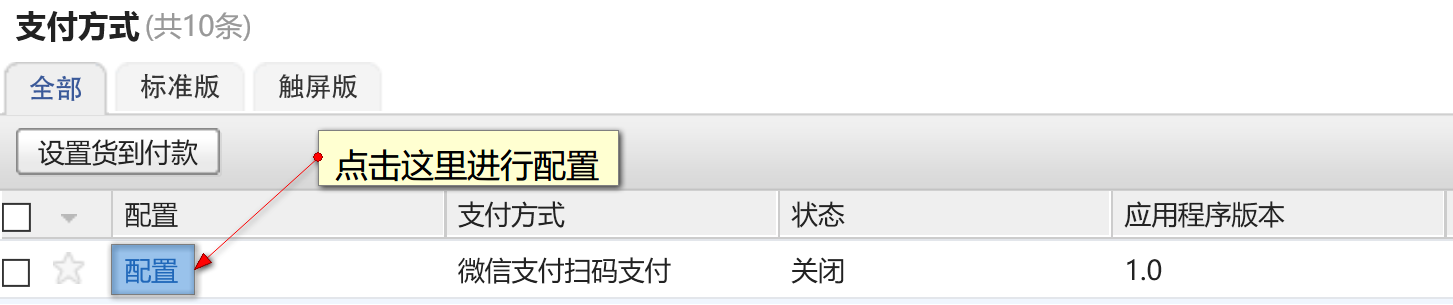 支付方式(共10条)
全部 标准版 触屏版
设置货到付款
点击这里进行配置
配置 支付方式 状态 应用程序版本
配置 微信支付扫码支付 关闭 1.0